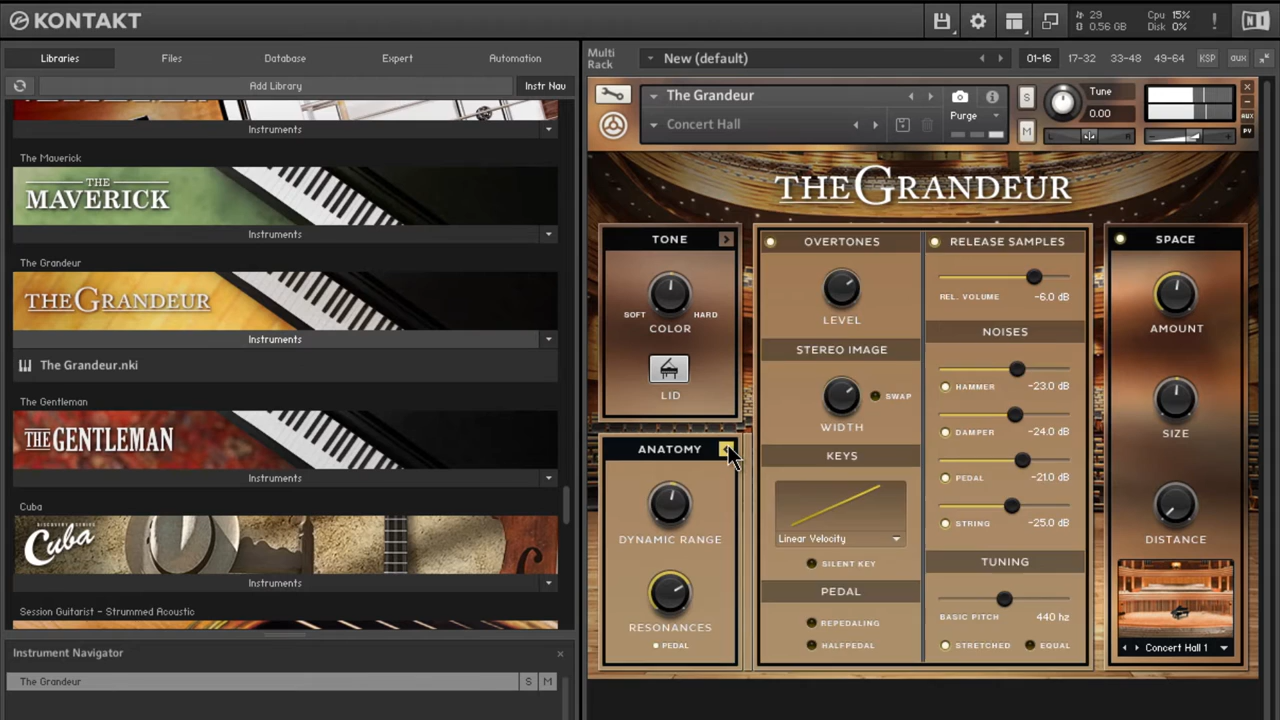 KONTAKT
29
0.56 GB
Cpu 15%
Disk 0%
Libraries
Files
Database
Expert
Automation
Add Library
Instr Nav
Instruments
The Maverick
THE
MAVERICK
Instruments
The Grandeur
THE GRANDEUR
Instruments
The Grandeur.nki
The Gentleman
THE GENTLEMAN
Instruments
Cuba
DISCOVERY SERIES
Cuba
Instruments
Session Guitarist - Strummed Acoustic
Instrument Navigator
The Grandeur
S
M
Multi
Rack
New (default)
01-16
17-32
33-48
49-64
KSP
aux
The Grandeur
Concert Hall
Purge
S
M
Tune
0.00
L
R
AUX
PV
THE GRANDEUR
TONE
SOFT
HARD
COLOR
LID
ANATOMY
DYNAMIC RANGE
RESONANCES
PEDAL
OVERTONES
LEVEL
STEREO IMAGE
SWAP
WIDTH
KEYS
Linear Velocity
SILENT KEY
PEDAL
REPEDALING
HALFPEDAL
RELEASE SAMPLES
REL. VOLUME
-6.0 dB
NOISES
HAMMER
-23.0 dB
DAMPER
-24.0 dB
PEDAL
-21.0 dB
STRING
-25.0 dB
TUNING
BASIC PITCH
440 hz
STRETCHED
EQUAL
SPACE
AMOUNT
SIZE
DISTANCE
Concert Hall 1